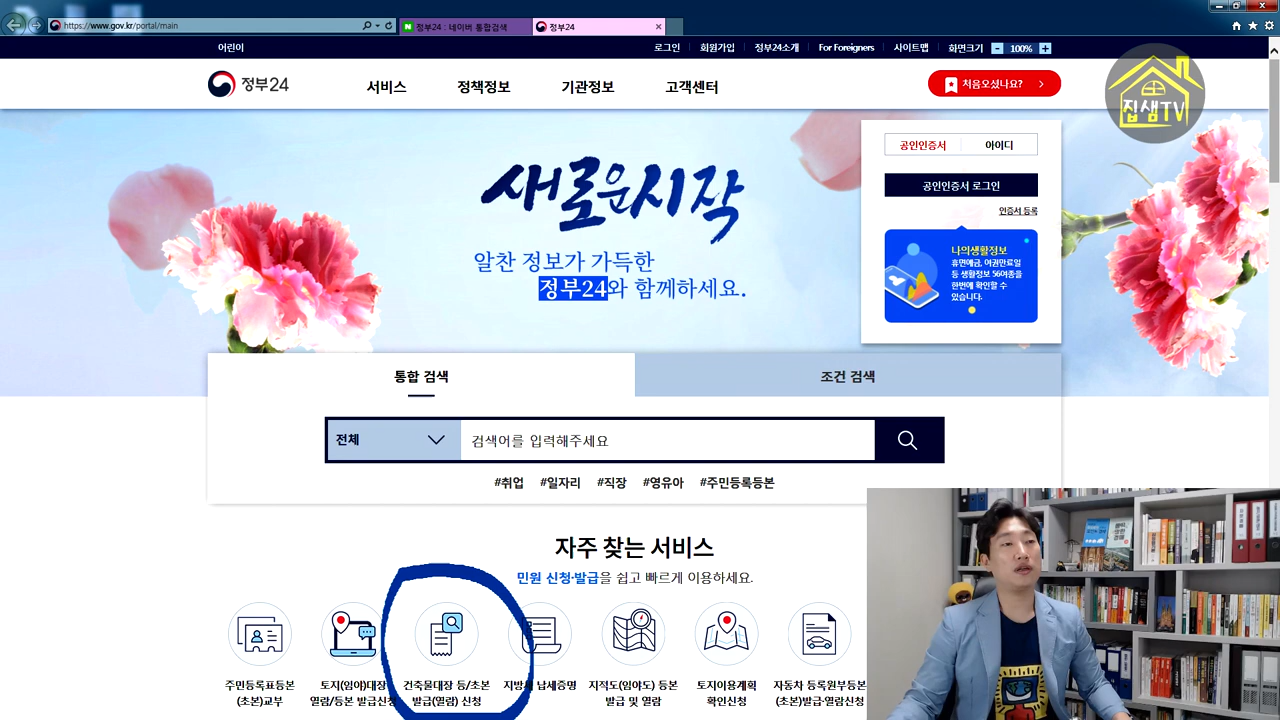 https://www.gov.kr/portal/main
정부24 : 네이버 통합검색
정부24
어린이
로그인
회원가입
정부24소개
For Foreigners
사이트맵
화면크기
-
100%
+
정부24
서비스
정책정보
기관정보
고객센터
처음오셨나요?
집샘TV
공인인증서
아이디
공인인증서 로그인
인증서 등록
나의생활정보
휴면예금, 여권만료일
등 생활정보 56여종을
한번에 확인할 수
있습니다.
새로운시작
알찬 정보가 가득한
정부24와 함께하세요.
통합 검색
조건 검색
전체
검색어를 입력해주세요
#취업 #일자리 #직장 #영유아 #주민등록등본
자주 찾는 서비스
민원 신청·발급을 쉽고 빠르게 이용하세요.
주민등록표등본
(초본)교부
토지(임야)대장
열람/등본 발급신청
건축물대장 등/초본
발급(열람) 신청
지방세 납세증명
지적도(임야도) 등본
발급 및 열람
토지이용계획
확인신청
자동차 등록원부등본
(초본)발급·열람신청